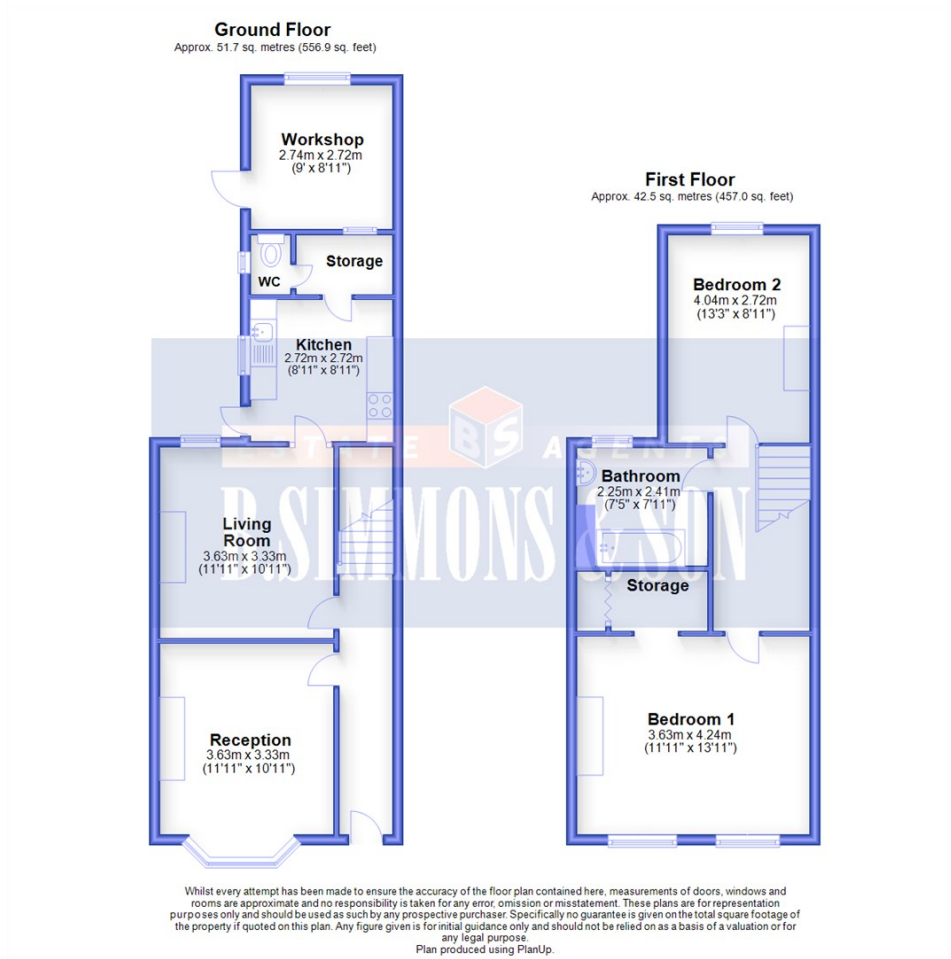 Ground Floor
Approx. 51.7 sq. metres (556.9 sq. feet)
Workshop
2.74m x 2.72m
(9' x 8'11")
WC
Storage
Kitchen
2.72m x 2.72m
(8'11" x 8'11")
Living
Room
3.63m x 3.33m
(11'11" x 10'11")
Reception
3.63m x 3.33m
(11'11" x 10'11")
First Floor
Approx. 42.5 sq. metres (457.0 sq. feet)
Bedroom 2
4.04m x 2.72m
(13'3" x 8'11")
Bathroom
2.25m x 2.41m
(7'5" x 7'11")
Storage
Bedroom 1
3.63m x 4.24m
(11'11" x 13'11")
ESTATE BS AGENTS
B.SIMMONS & SON
Whilst every attempt has been made to ensure the accuracy of the floor plan contained here, measurements of doors, windows and
rooms are approximate and no responsibility is taken for any error, omission or misstatement. These plans are for representation
purposes only and should be used as such by any prospective purchaser. Specifically no guarantee is given on the total square footage of
the property if quoted on this plan. Any figure given is for initial guidance only and should not be relied on as a basis of a valuation or for
any legal purpose.
Plan produced using PlanUp.